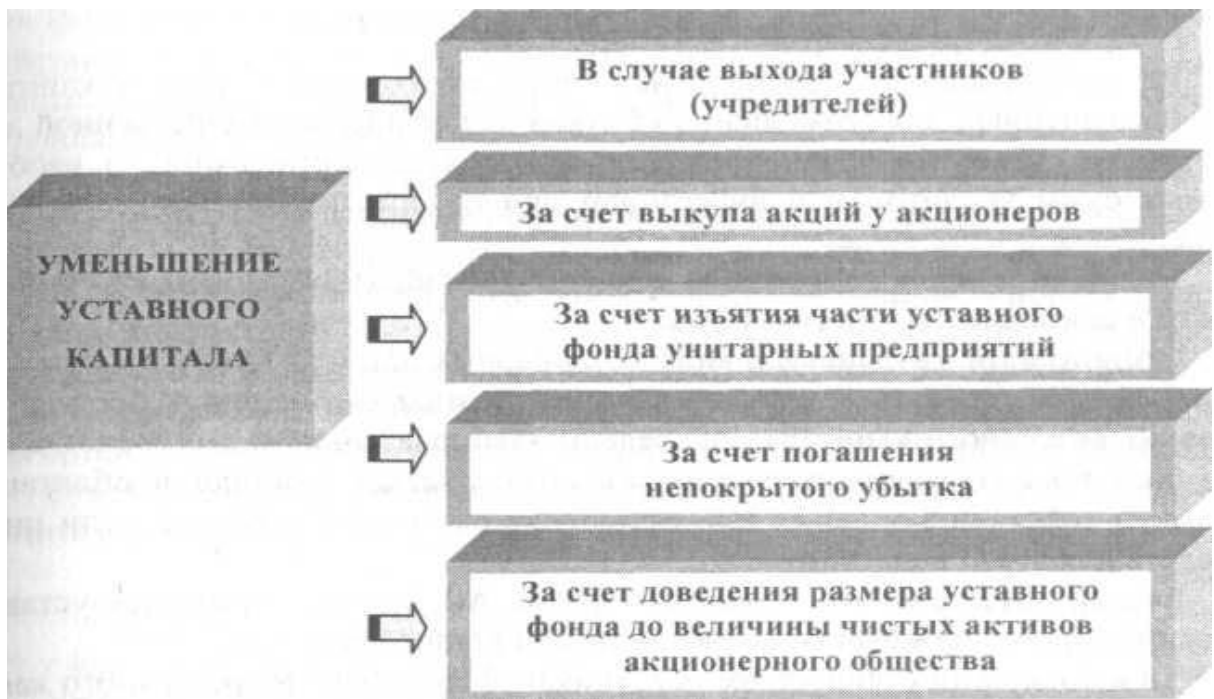 УМЕНЬШЕНИЕ
УСТАВНОГО
КАПИТАЛА
В случае выхода участников
(учредителей)
За счет выкупа акций у акционеров
За счет изъятия части уставного
фонда унитарных предприятий
За счет погашения
непокрытого убытка
За счет доведения размера уставного
фонда до величины чистых активов
акционерного общества